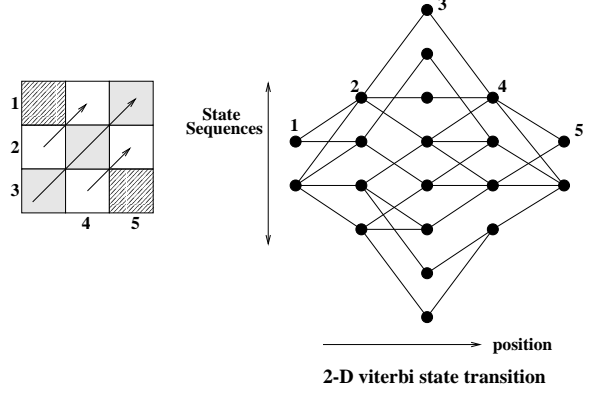 1
2
3
4
5
State
Sequences
1
2
3
4
5
position
2-D viterbi state transition